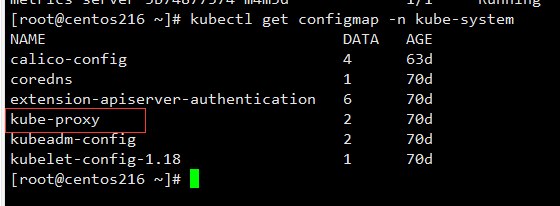 [root@centos216 ~]# kubectl get configmap -n kube-system
NAME DATA AGE
calico-config 4 63d
coredns 1 70d
extension-apiserver-authentication 6 70d
kube-proxy 2 70d
kubeadm-config 2 70d
kubelet-config-1.18 1 70d
[root@centos216 ~]#